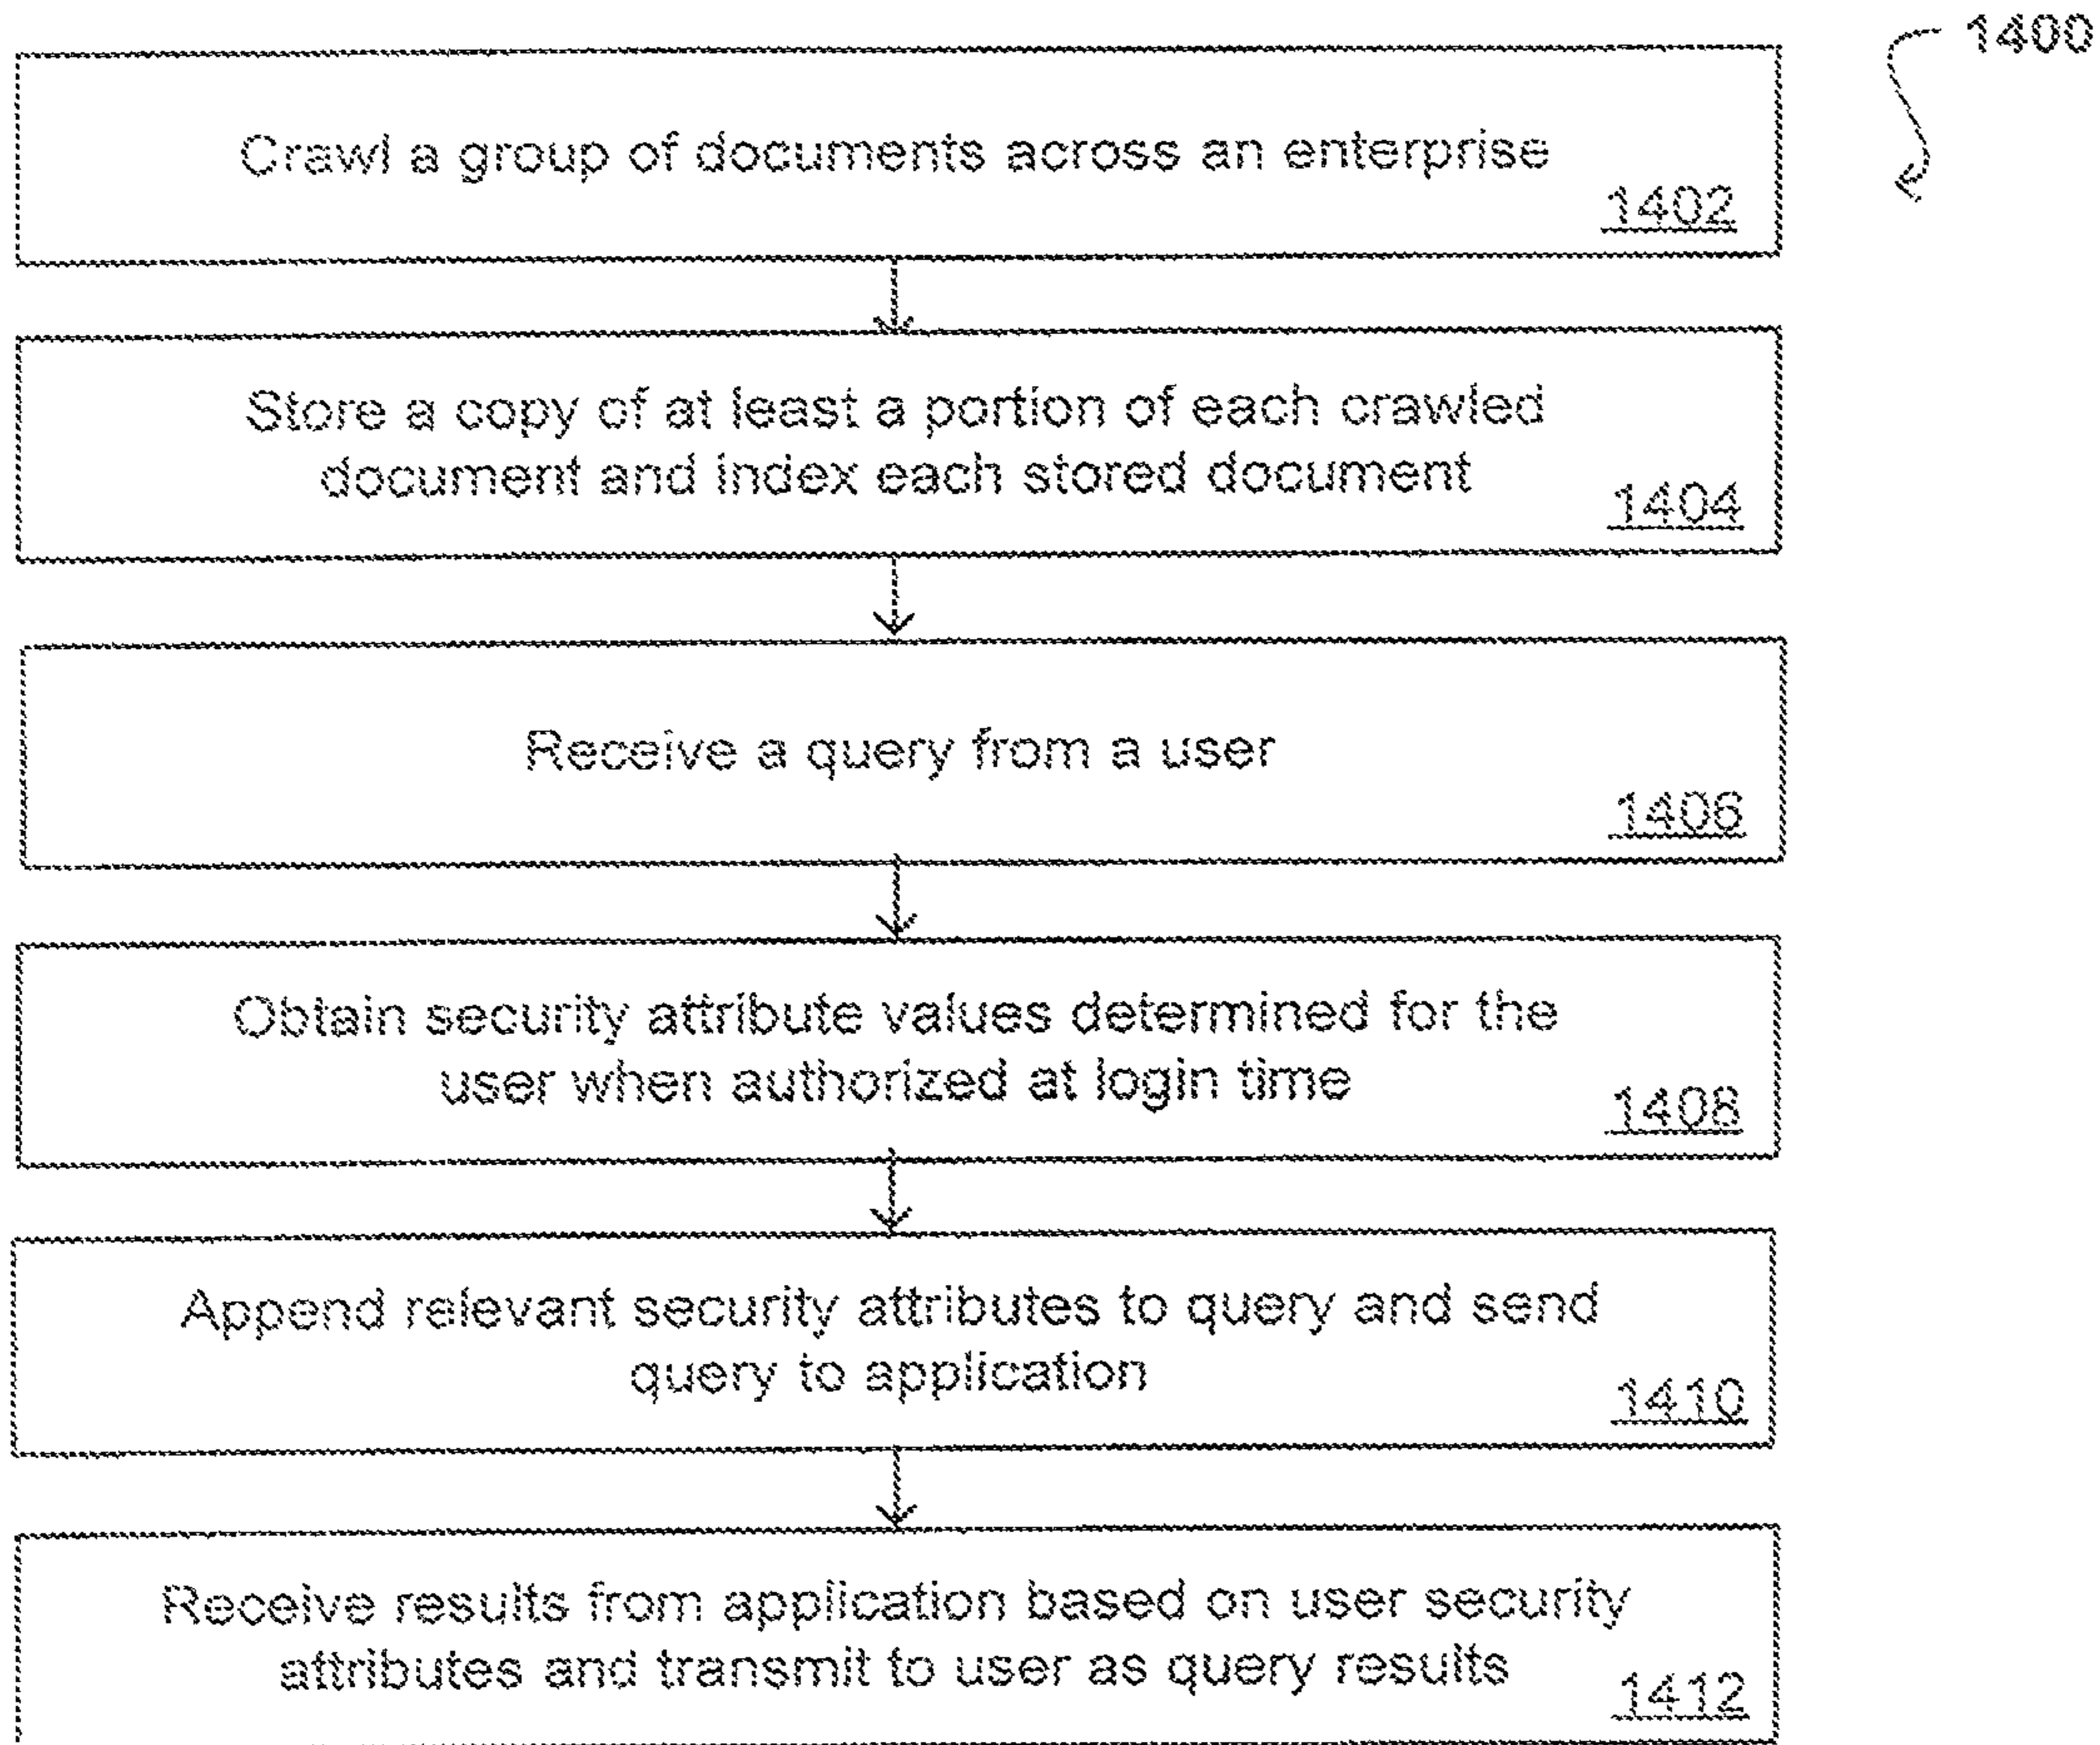 1400
Crawl a group of documents across an enterprise
1402
Store a copy of at least a portion of each crawled
document and index each stored document
1404
Receive a query from a user
1406
Obtain security attribute values determined for the
user when authorized at login time
1408
Append relevant security attributes to query and send
query to application
1410
Receive results from application based on user security
attributes and transmit to user as query results
1412